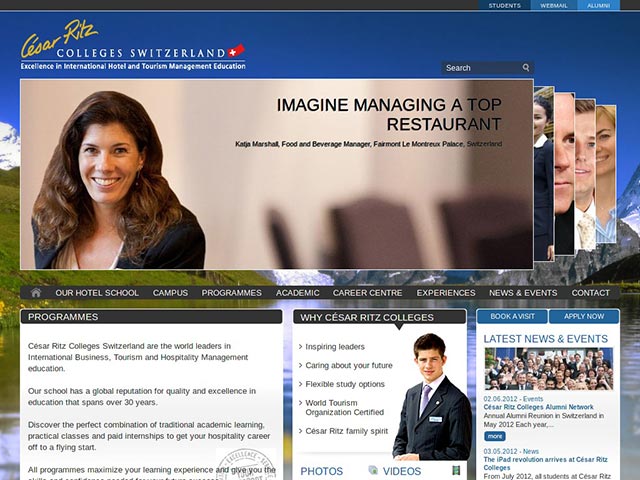 STUDENTS WEBMAIL ALUMNI
César Ritz
COLLEGES SWITZERLAND
Excellence in International Hotel and Tourism Management Education
Search
IMAGINE MANAGING A TOP
RESTAURANT
Katja Marshall, Food and Beverage Manager, Fairmont Le Montreux Palace, Switzerland
OUR HOTEL SCHOOL CAMPUS PROGRAMMES ACADEMIC CAREER CENTRE EXPERIENCES NEWS & EVENTS CONTACT
PROGRAMMES
César Ritz Colleges Switzerland are the world leaders in
International Business, Tourism and Hospitality Management
education.
Our school has a global reputation for quality and excellence in
education that spans over 30 years.
Discover the perfect combination of traditional academic learning,
practical classes and paid internships to get your hospitality career
off to a flying start.
All programmes maximize your learning experience and give you the
WHY CÉSAR RITZ COLLEGES
Inspiring leaders
Caring about your future
Flexible study options
World Tourism
Organization Certified
César Ritz family spirit
PHOTOS VIDEOS
BOOK A VISIT APPLY NOW
LATEST NEWS & EVENTS
02.06.2012 - Events
César Ritz Colleges Alumni Network
Annual Alumni Reunion in Switzerland in
May 2012 Each year,...
more
03.05.2012 - News
The iPad revolution arrives at César Ritz
Colleges
From July 2012, all students at César Ritz